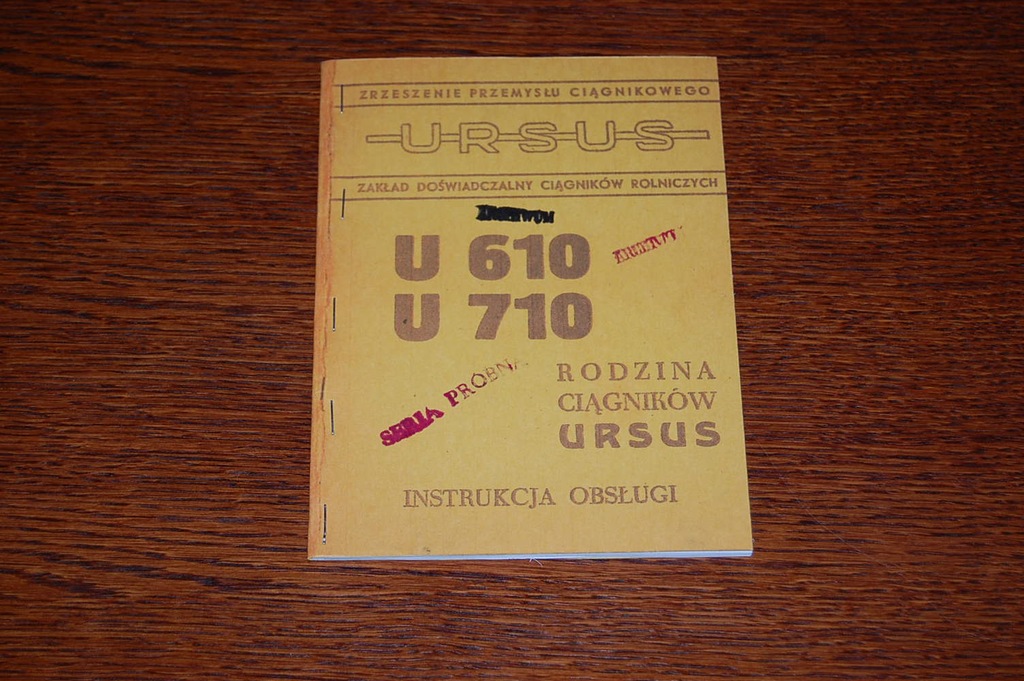 ZRZESZENIE PRZEMYSŁU CIĄGNIKOWEGO
URSUS
ZAKŁAD DOŚWIADCZALNY CIĄGNIKÓW ROLNICZYCH
U 610
U 710
SERIA PRÓBNA
RODZINA
CIĄGNIKÓW
URSUS
INSTRUKCJA OBSŁUGI